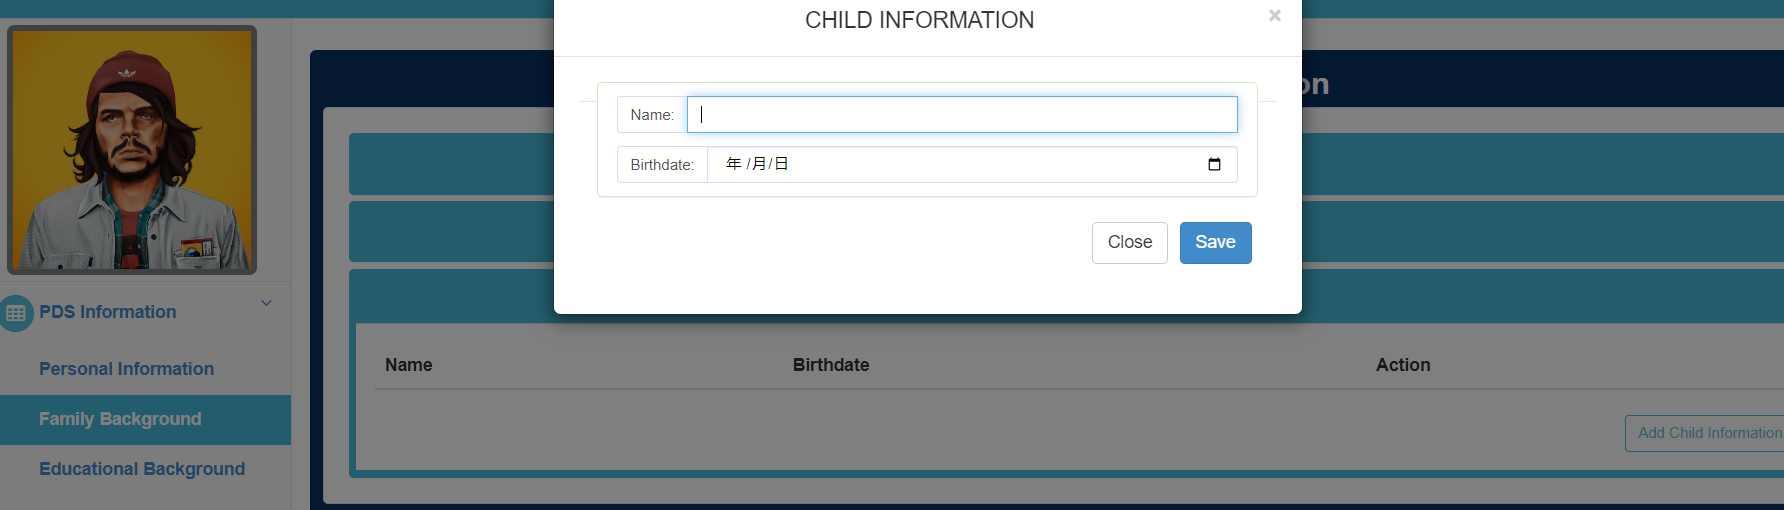 CHILD INFORMATION
×
on
Name:
Birthdate:
年 /月/日
Close
Save
PDS Information
Personal Information
Family Background
Educational Background
Name
Birthdate
Action
Add Child Information